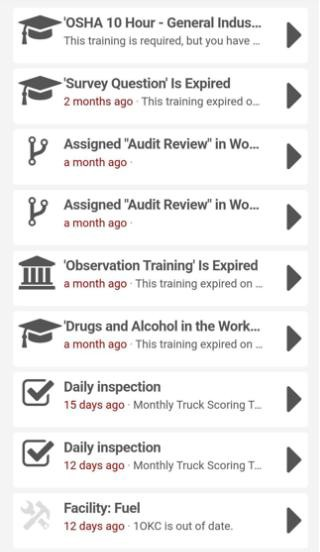 'OSHA 10 Hour - General Indus...
This training is required, but you have ...
'Survey Question' Is Expired
2 months ago · This training expired o...
Assigned "Audit Review" in Wo...
a month ago ·
Assigned "Audit Review" in Wo...
a month ago ·
'Observation Training' Is Expired
a month ago · This training expired on ...
'Drugs and Alcohol in the Work...
a month ago · This training expired on ...
Daily inspection
15 days ago · Monthly Truck Scoring T...
Daily inspection
12 days ago · Monthly Truck Scoring T...
Facility: Fuel
12 days ago · 1OKC is out of date.